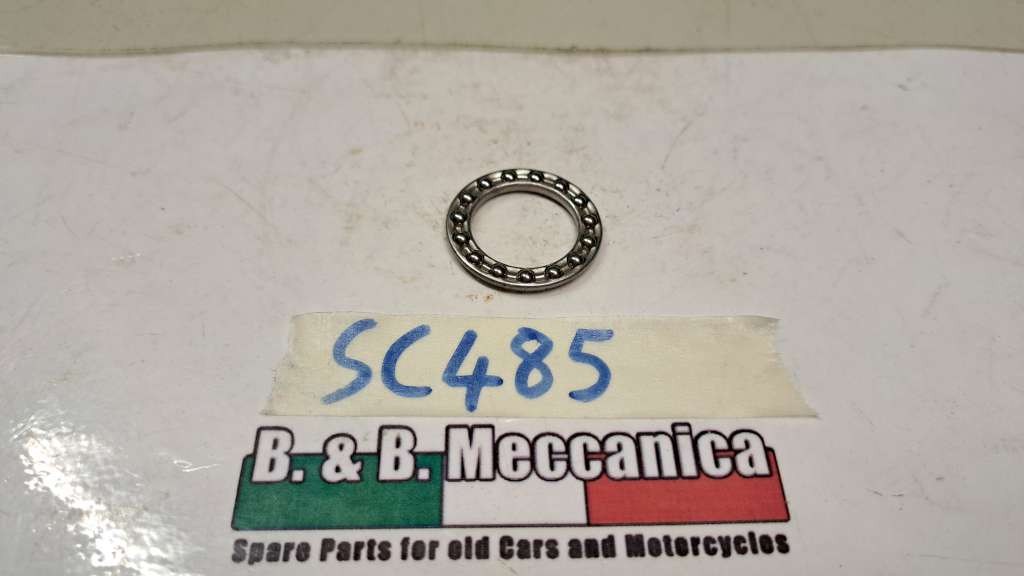 SC485
B. & B. Meccanica
Spare Parts for old Cars and Motorcycles